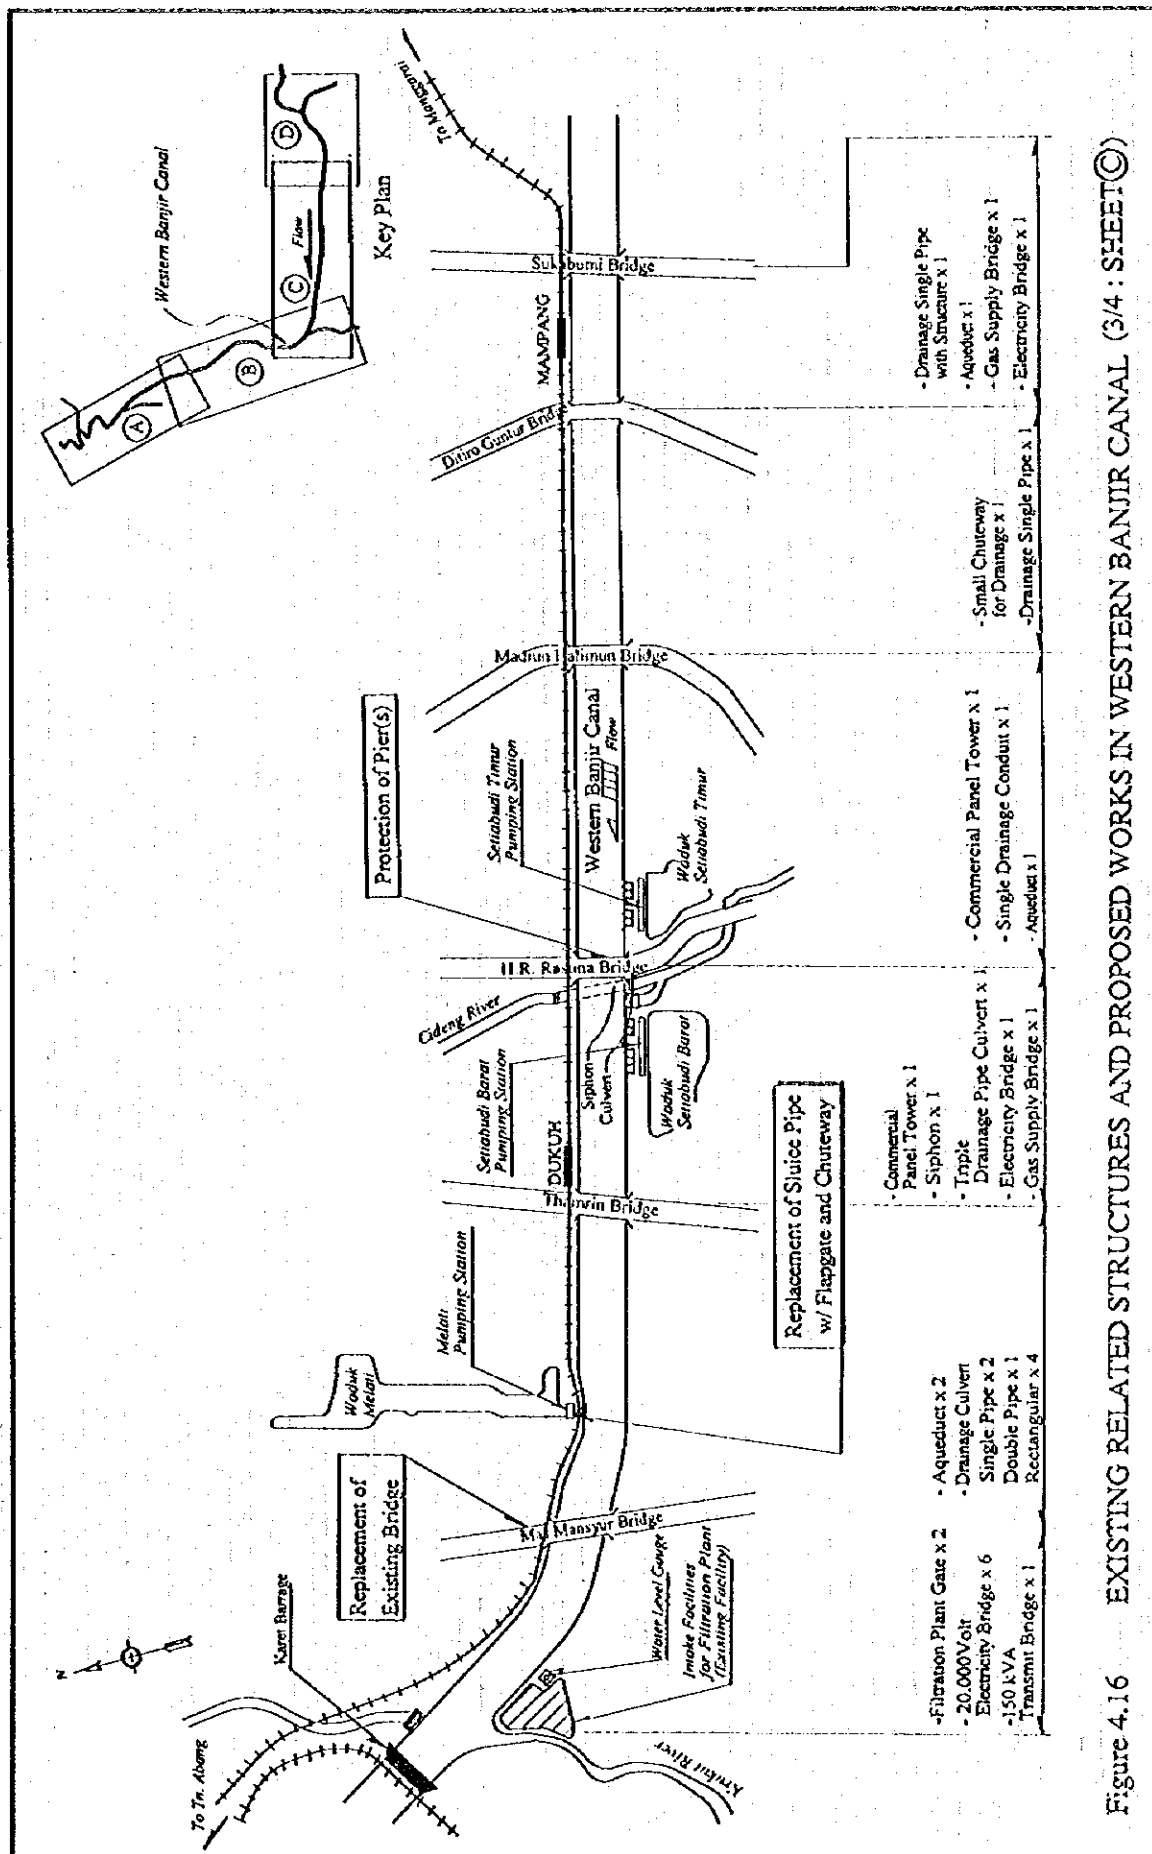 To Tn. Abang
N
Karet Barrage
Replacement of
Existing Bridge
Waduk
Melati
Melati
Pumping Station
Setiabudi Barat
Pumping Station
DUKUH
Cideng River
Protection of Pier(s)
Setiabudi Timur
Pumping Station
Western Banjir Canal
Flow
MAMPANG
To Manggarai
Western Banjir Canal
A
B
C
D
Flow
Key Plan
Mansyur Bridge
Thamrin Bridge
Siphon
Culvert
H.R. Rasuna Bridge
Madiun Halimun Bridge
Ditiro Guntur Bridge
Sukabumi Bridge
Waduk
Setiabudi Barat
Waduk
Setiabudi Timur
Water Level Gauge
Intake Facilities
for Filtration Plant
(Existing Facility)
Krukut River
Replacement of Sluice Pipe
w/ Flapgate and Chuteway
-Filtration Plant Gate x 2
- 20.000Volt
Electricity Bridge x 6
-150 kVA
Transmit Bridge x 1
- Aqueduct x 2
- Drainage Culvert
Single Pipe x 2
Double Pipe x 1
Rectangular x 4
- Commercial
Panel Tower x 1
- Siphon x 1
- Triple
Drainage Pipe Culvert x 1
- Electricity Bridge x 1
- Gas Supply Bridge x 1
- Commercial Panel Tower x 1
- Single Drainage Conduit x 1
- Aqueduct x 1
- Small Chuteway
for Drainage x 1
-Drainage Single Pipe x 1
- Drainage Single Pipe
with Structure x 1
- Aqueduct x 1
- Gas Supply Bridge x 1
- Electricity Bridge x 1
Figure 4.16 EXISTING RELATED STRUCTURES AND PROPOSED WORKS IN WESTERN BANJIR CANAL (3/4 : SHEET Ⓒ)